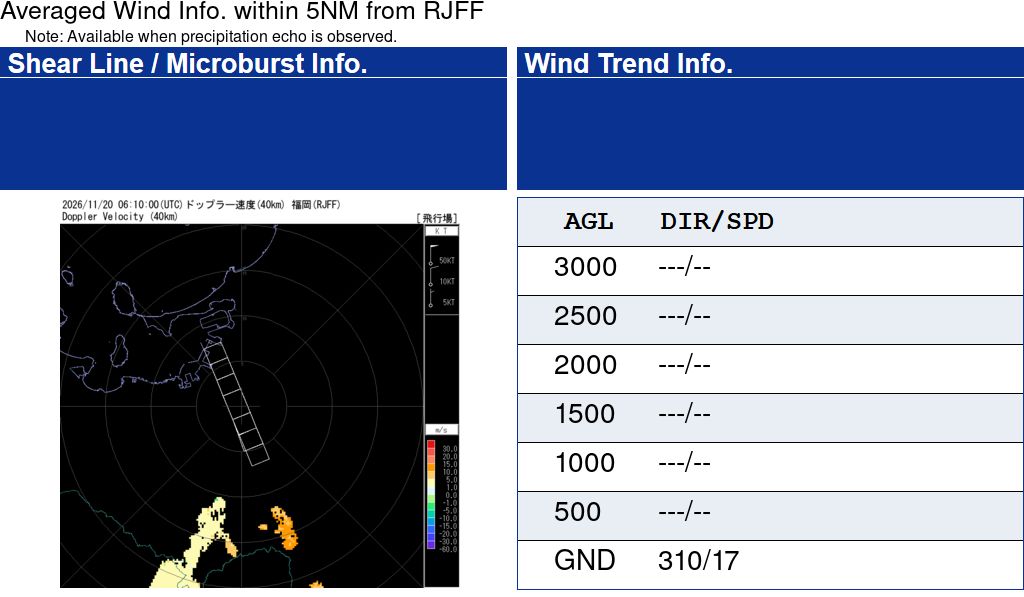 Averaged Wind Info. within 5NM from RJFF
Note: Available when precipitation echo is observed.
Shear Line / Microburst Info.
Wind Trend Info.
2026/11/20 06:10:00(UTC) ドップラー速度(40km) 福岡(RJFF)
Doppler Velocity (40km)
[飛行場]
K T
50KT
10KT
5KT
m/s
30.0
20.0
15.0
10.0
5.0
1.0
0.0
-1.0
-5.0
-10.0
-15.0
-20.0
-30.0
-60.0
AGL DIR/SPD
3000 ---/--
2500 ---/--
2000 ---/--
1500 ---/--
1000 ---/--
500 ---/--
GND 310/17